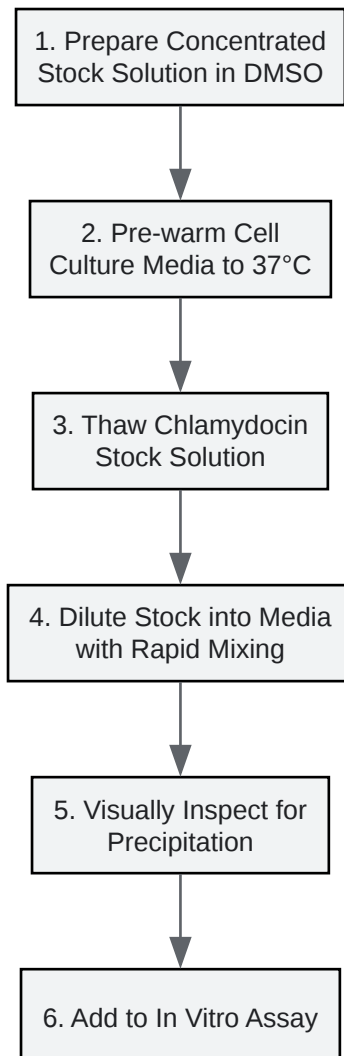 1. Prepare Concentrated
Stock Solution in DMSO
2. Pre-warm Cell
Culture Media to 37°C
3. Thaw Chlamydocin
Stock Solution
4. Dilute Stock into Media
with Rapid Mixing
5. Visually Inspect for
Precipitation
6. Add to In Vitro Assay